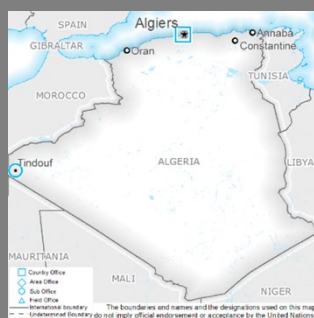 SPAIN
Algiers
GIBRALTAR
Oran
Annaba
Constantine
TUNISIA
MOROCCO
Tindouf
ALGERIA
LIBYA
MAURITANIA
MALI
NIGER
Country Office
Area Office
Sub Office
Field Office
International boundary
Undetermined Boundary
The boundaries and names and the designations used on this map
do not imply official endorsement or acceptance by the United Nations